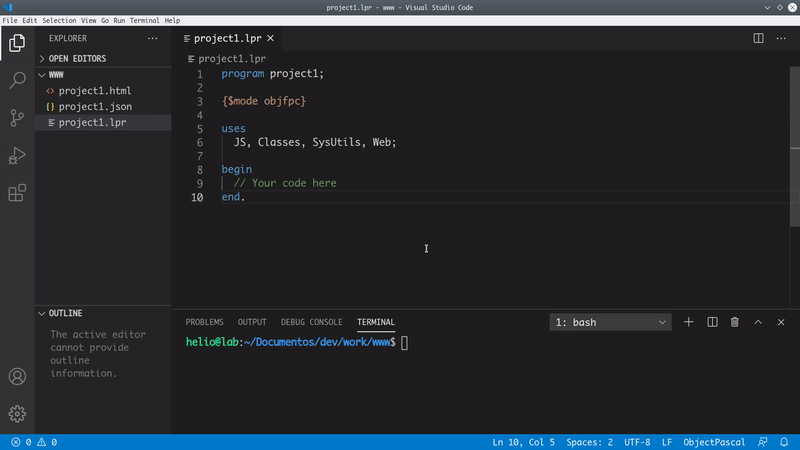 project1.lpr - www - Visual Studio Code
File Edit Selection View Go Run Terminal Help
EXPLORER
OPEN EDITORS
WWW
project1.html
project1.json
project1.lpr
OUTLINE
The active editor
cannot provide
outline
information.
project1.lpr
project1.lpr
1 program project1;
2
3 {$mode objfpc}
4
5 uses
6 JS, Classes, SysUtils, Web;
7
8 begin
9 // Your code here
10 end.
PROBLEMS OUTPUT DEBUG CONSOLE TERMINAL
1: bash
helio@lab:~/Documentos/dev/work/www$
0 0
Ln 10, Col 5 Spaces: 2 UTF-8 LF ObjectPascal